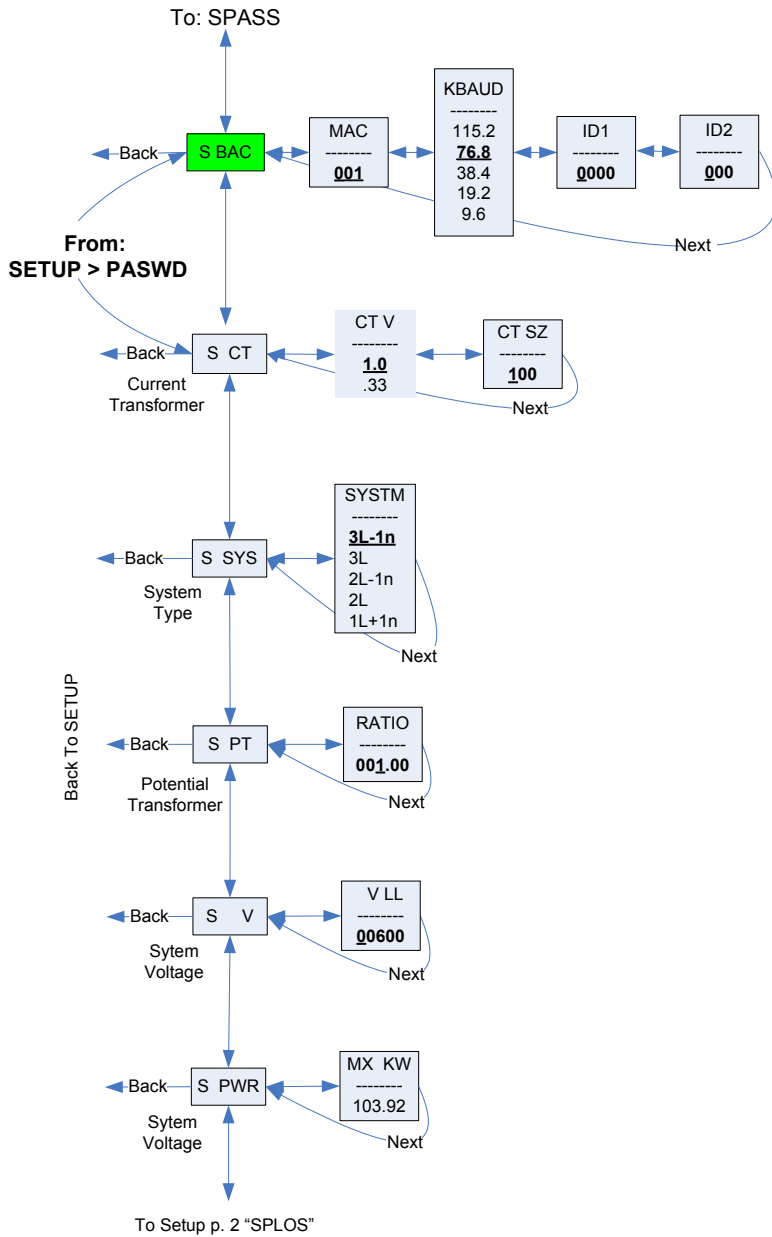 To: SPASS
Back
S BAC
MAC
--------
001
KBAUD
--------
115.2
76.8
38.4
19.2
9.6
ID1
--------
0000
ID2
--------
000
Next
From:
SETUP > PASWD
Back
S CT
Current
Transformer
CT V
--------
1.0
.33
CT SZ
--------
100
Next
Back
S SYS
System
Type
SYSTM
--------
3L-1n
3L
2L-1n
2L
1L+1n
Next
Back To SETUP
Back
S PT
Potential
Transformer
RATIO
--------
001.00
Next
Back
S V
Sytem
Voltage
V LL
--------
00600
Next
Back
S PWR
Sytem
Voltage
MX KW
--------
103.92
Next
To Setup p. 2 “SPLOS”